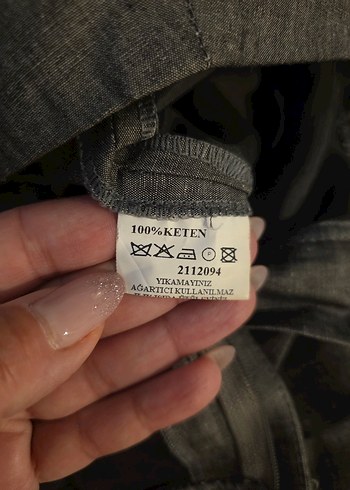 100%KETEN
P
2112094
YIKAMAYINIZ
AĞARTICI KULLANILMAZ